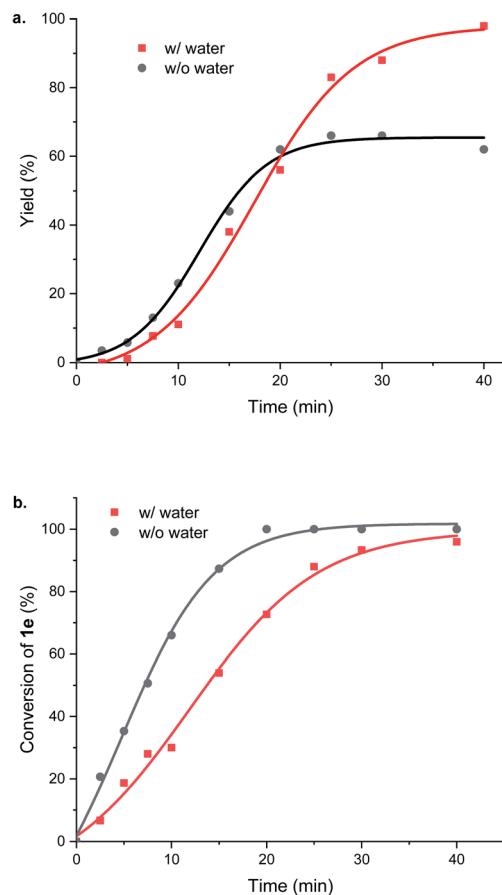 a.
100
80
60
40
20
0
Yield (%)
w/ water
w/o water
0 10 20 30 40
Time (min)
b.
100
80
60
40
20
0
Conversion of 1e (%)
w/ water
w/o water
0 10 20 30 40
Time (min)